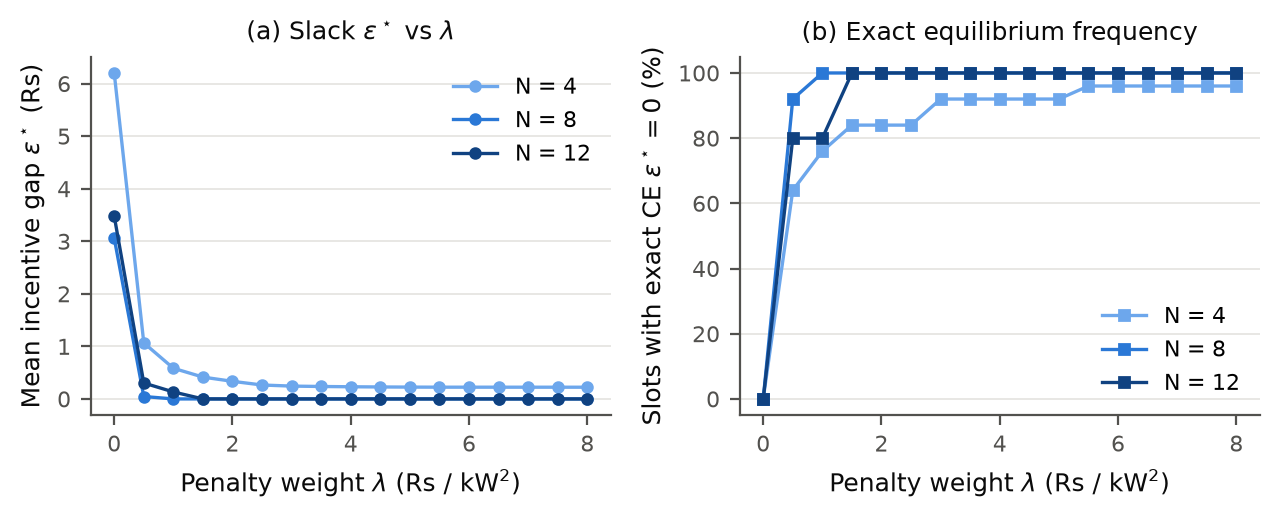 (a) Slack ε* vs λ
Mean incentive gap ε* (Rs)
6
5
4
3
2
1
0
0 2 4 6 8
Penalty weight λ (Rs / kW²)
N = 4
N = 8
N = 12
(b) Exact equilibrium frequency
Slots with exact CE ε* = 0 (%)
100
80
60
40
20
0
0 2 4 6 8
Penalty weight λ (Rs / kW²)
N = 4
N = 8
N = 12